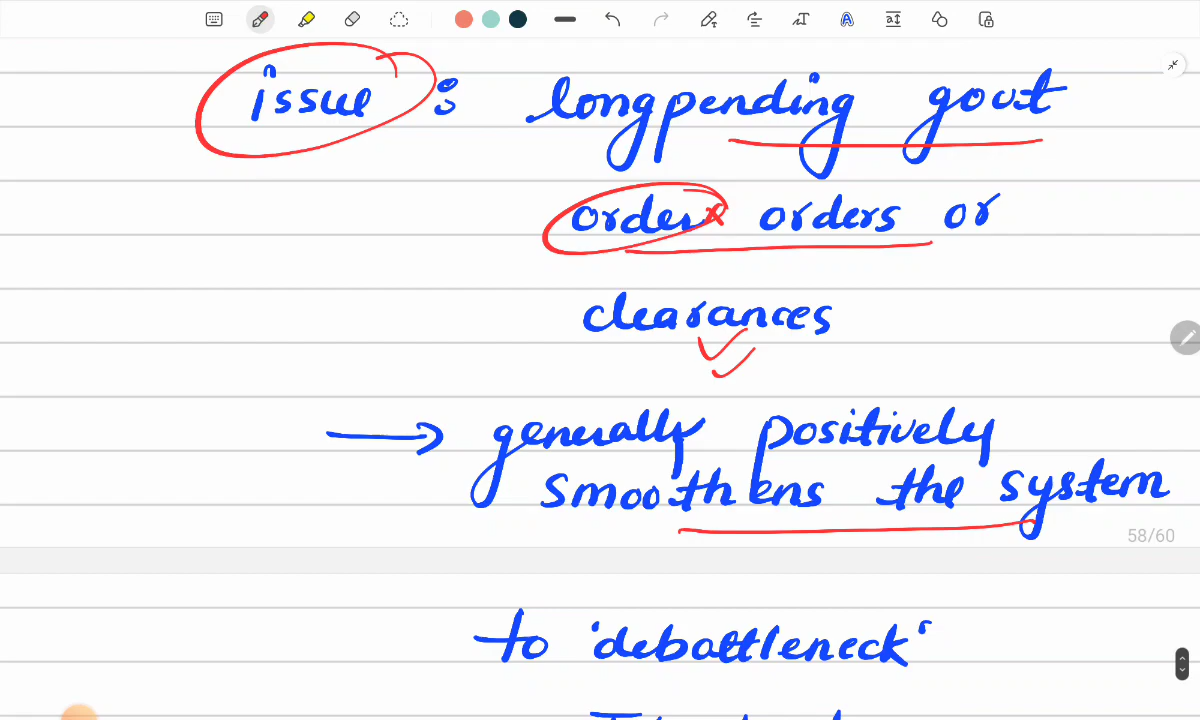 issue : longpending govt
order orders or
clearances
→ generally positively
smoothens the system
58/60
to 'debottleneck'